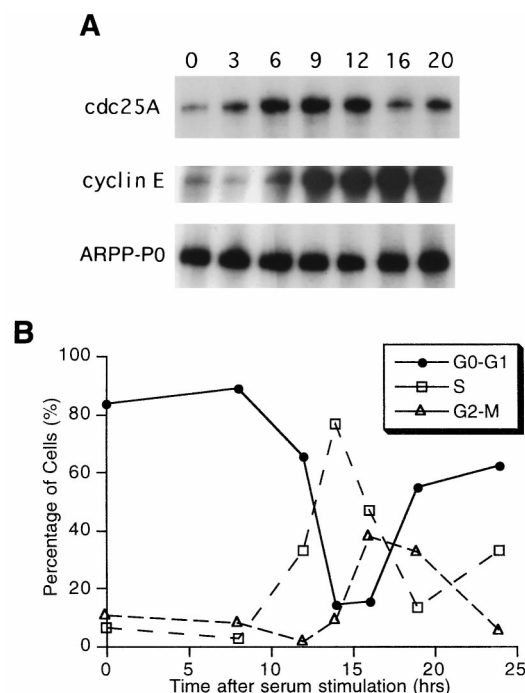 A
0 3 6 9 12 16 20
cdc25A
cyclin E
ARPP-P0
B
100
80
60
40
20
0
Percentage of Cells (%)
G0-G1
S
G2-M
0 5 10 15 20 25
Time after serum stimulation (hrs)